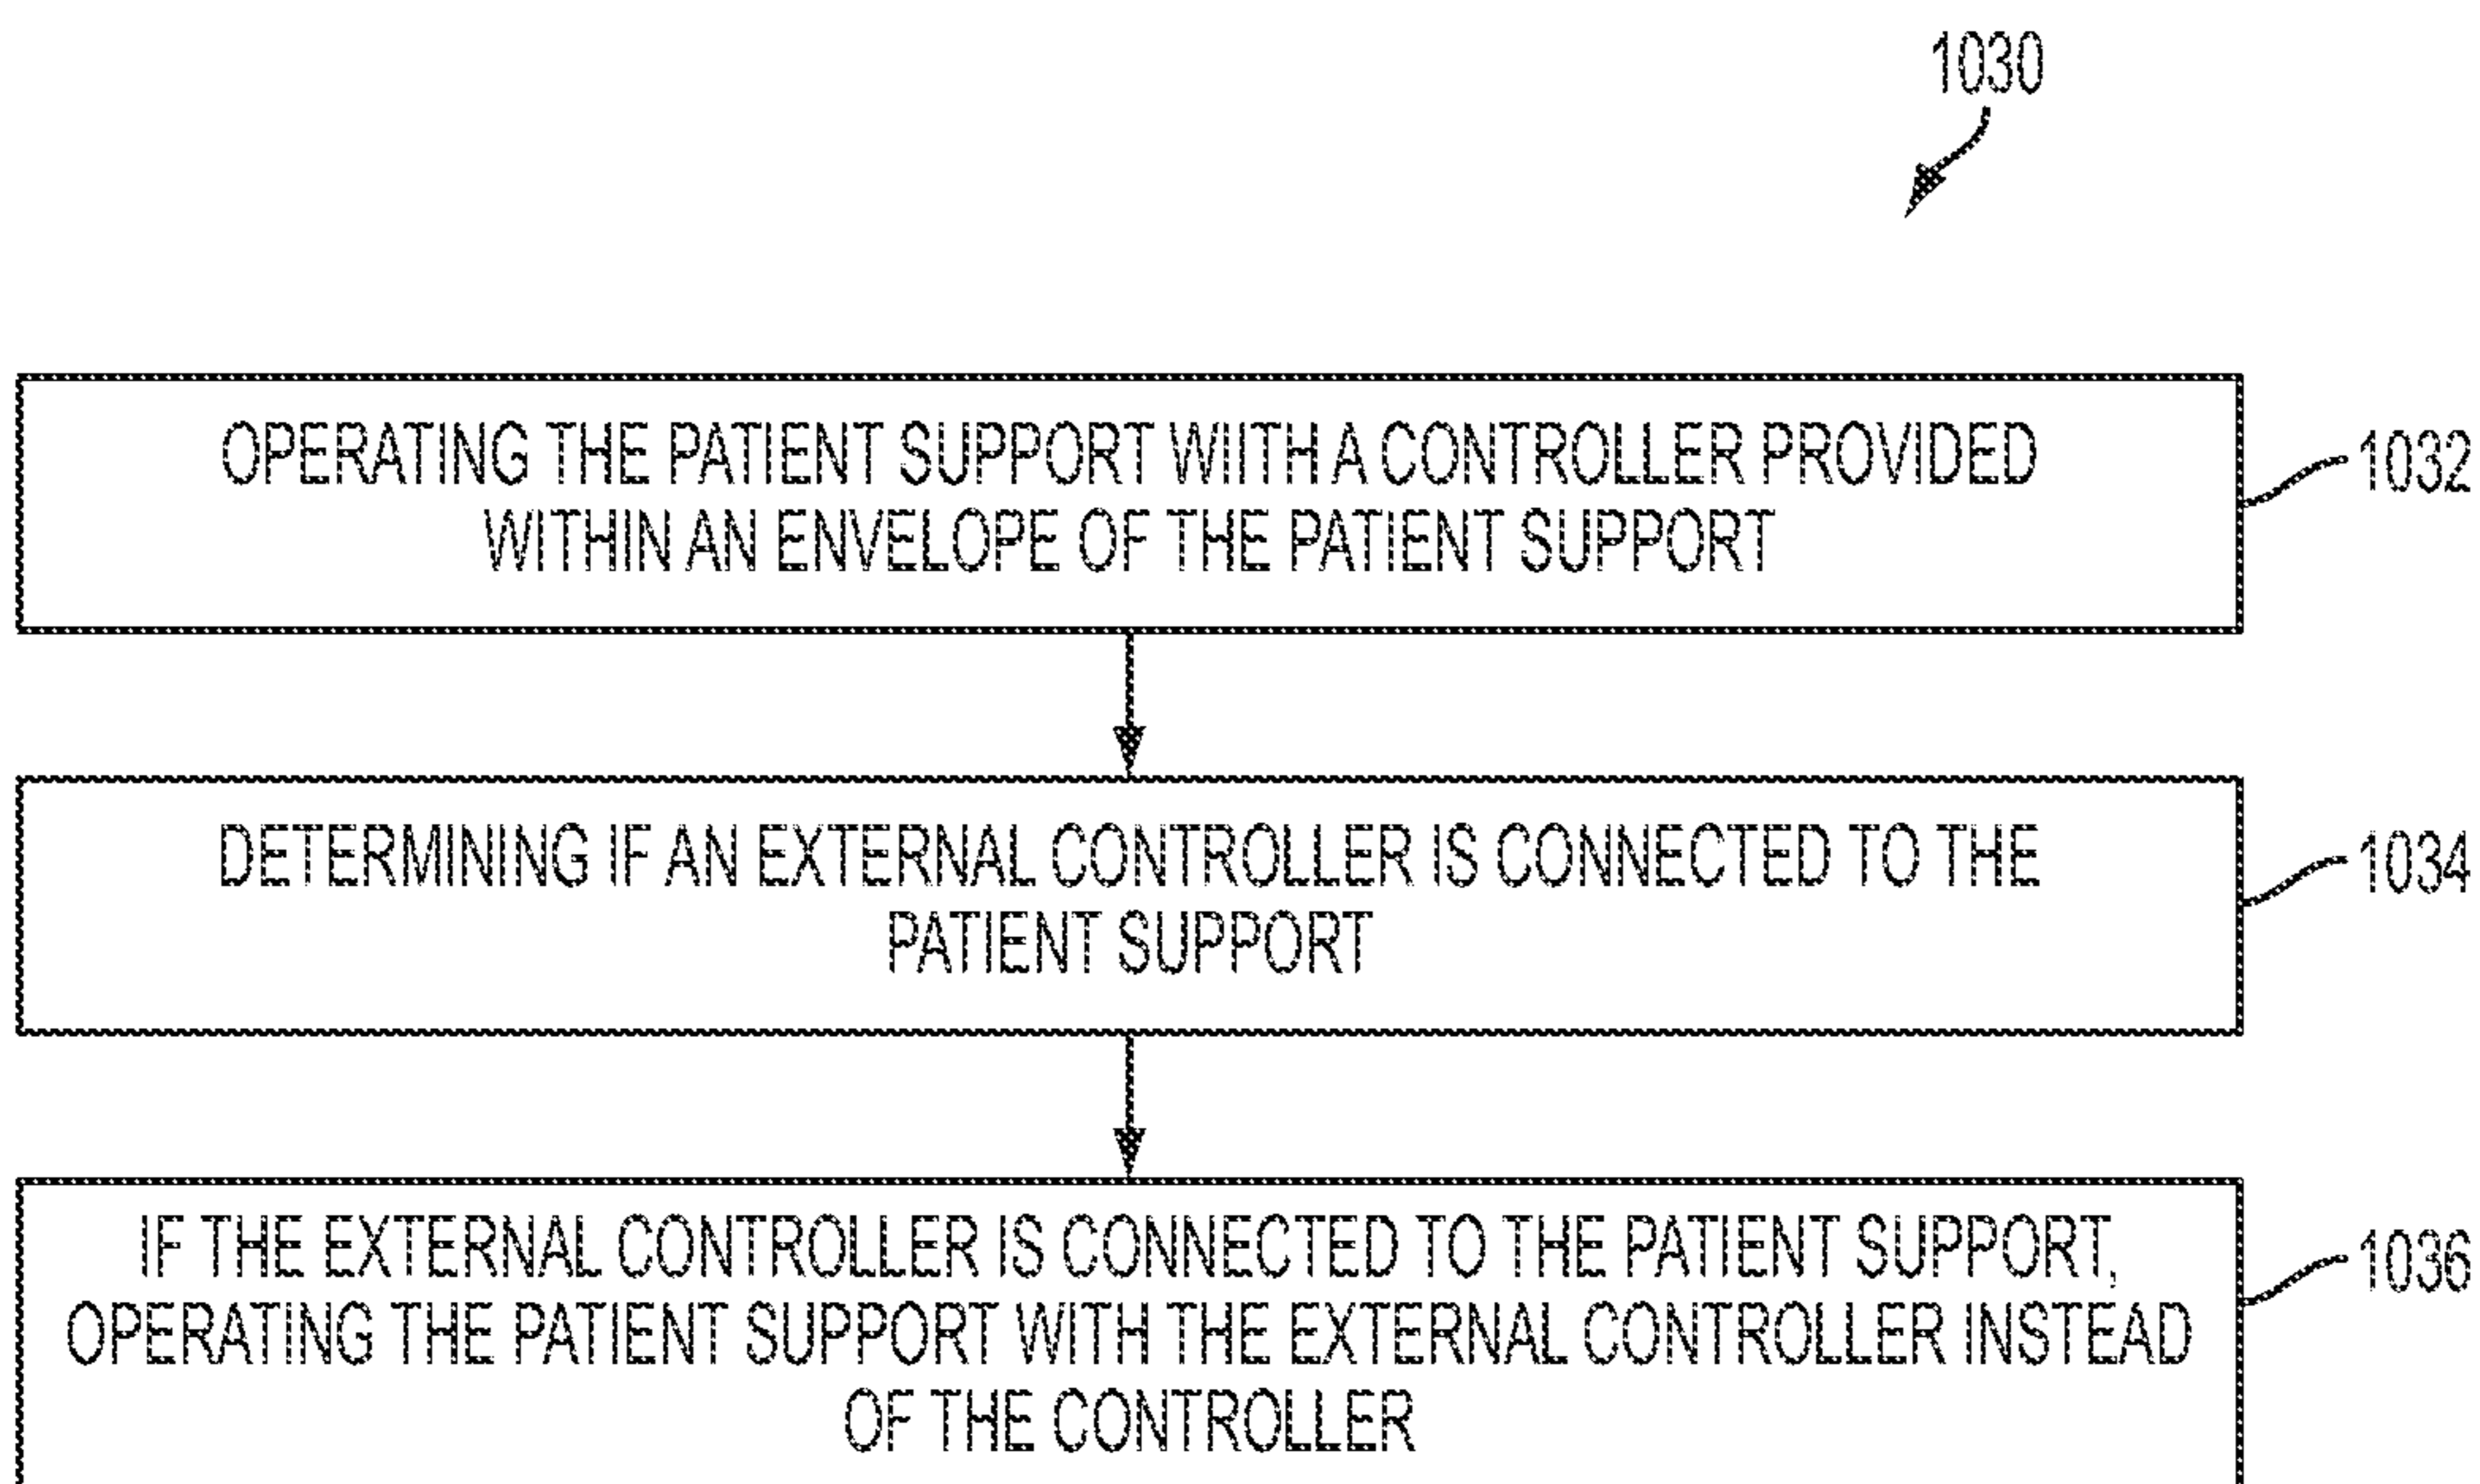 1030
OPERATING THE PATIENT SUPPORT WIITH A CONTROLLER PROVIDED
WITHIN AN ENVELOPE OF THE PATIENT SUPPORT
1032
DETERMINING IF AN EXTERNAL CONTROLLER IS CONNECTED TO THE
PATIENT SUPPORT
1034
IF THE EXTERNAL CONTROLLER IS CONNECTED TO THE PATIENT SUPPORT,
OPERATING THE PATIENT SUPPORT WITH THE EXTERNAL CONTROLLER INSTEAD
OF THE CONTROLLER
1036